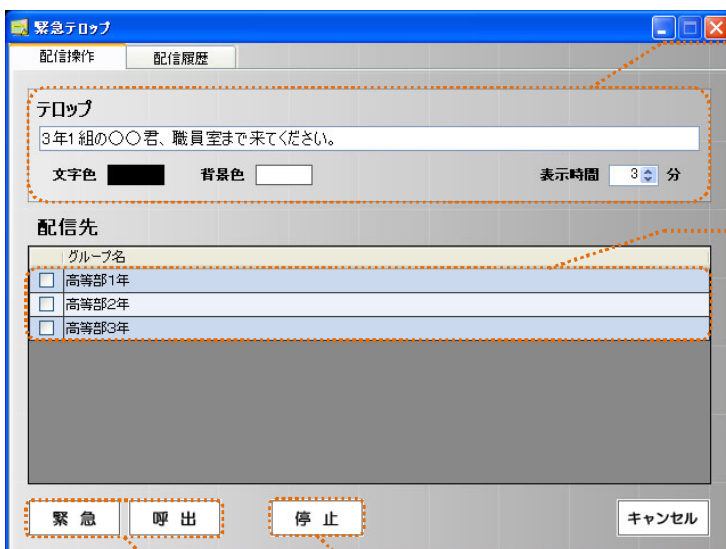 緊急テロップ
配信操作 配信履歴
テロップ
3年1組の〇〇君、職員室まで来てください。
文字色 背景色 表示時間 3 分
配信先
グループ名
高等部1年
高等部2年
高等部3年
緊 急 呼 出 停 止 キャンセル